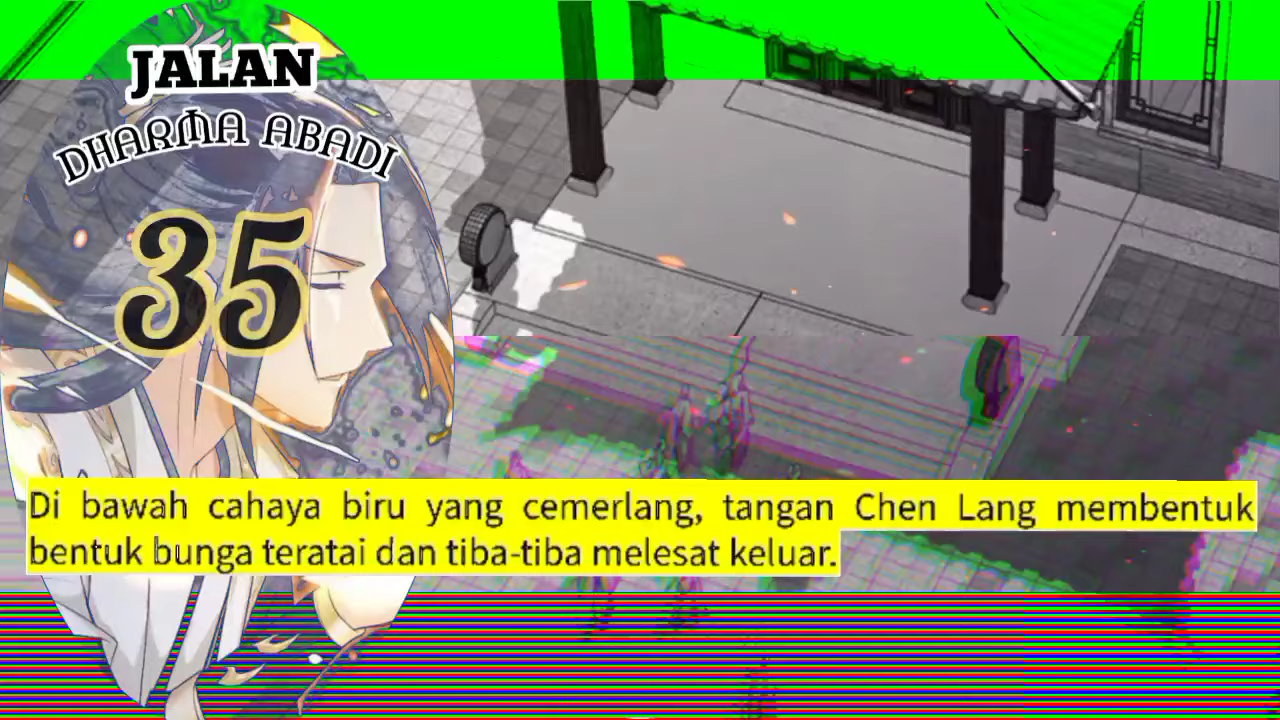 JALAN
DHARMA ABADI
35
Di bawah cahaya biru yang cemerlang, tangan Chen Lang membentuk
bentuk bunga teratai dan tiba-tiba melesat keluar.